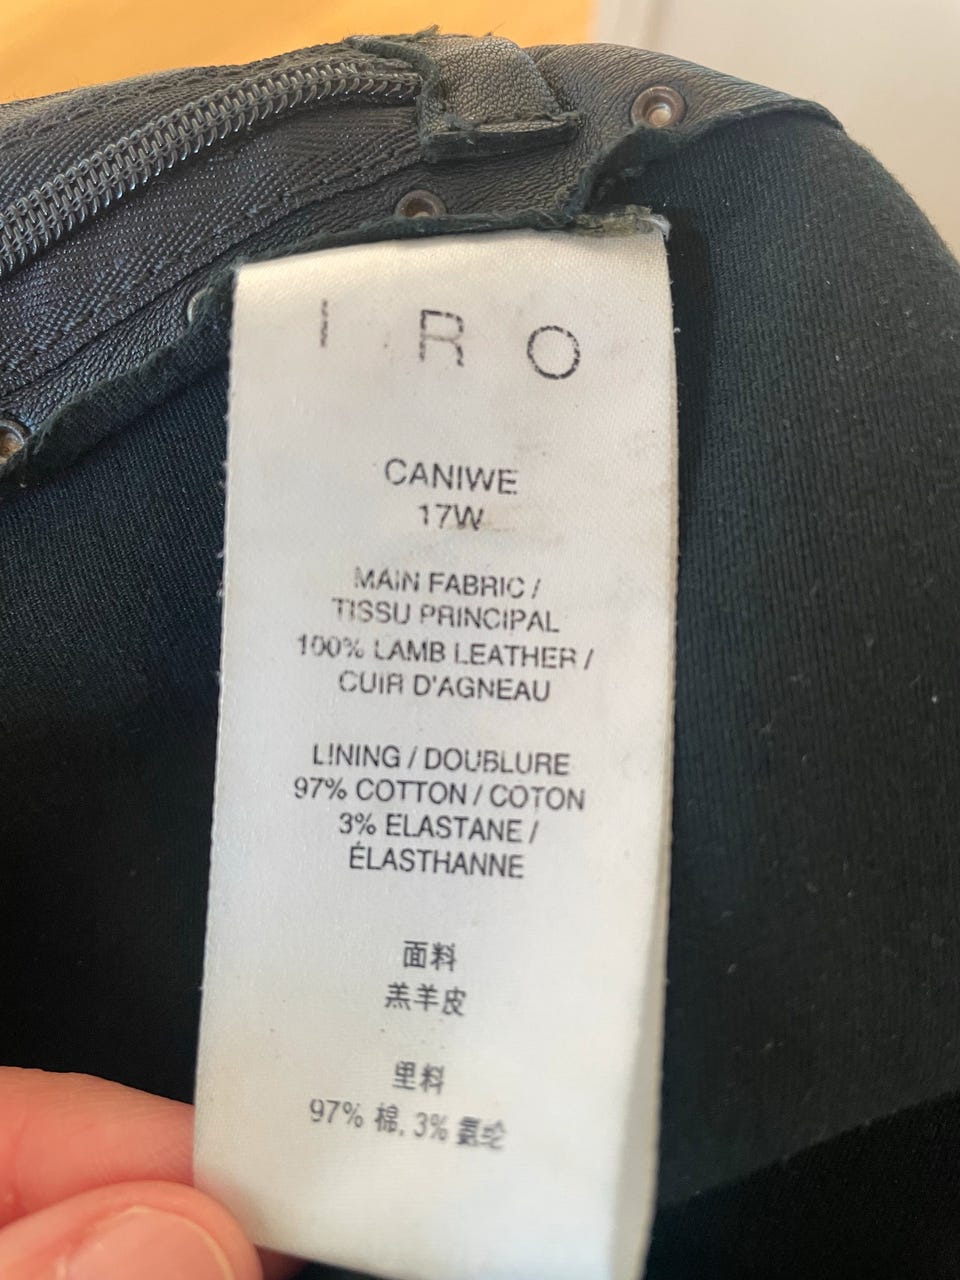 IRO
CANIWE
17W
MAIN FABRIC /
TISSU PRINCIPAL
100% LAMB LEATHER /
CUIR D'AGNEAU
LINING / DOUBLURE
97% COTTON / COTON
3% ELASTANE /
ÉLASTHANNE
面料
羔羊皮
里料
97% 棉, 3% 氨纶